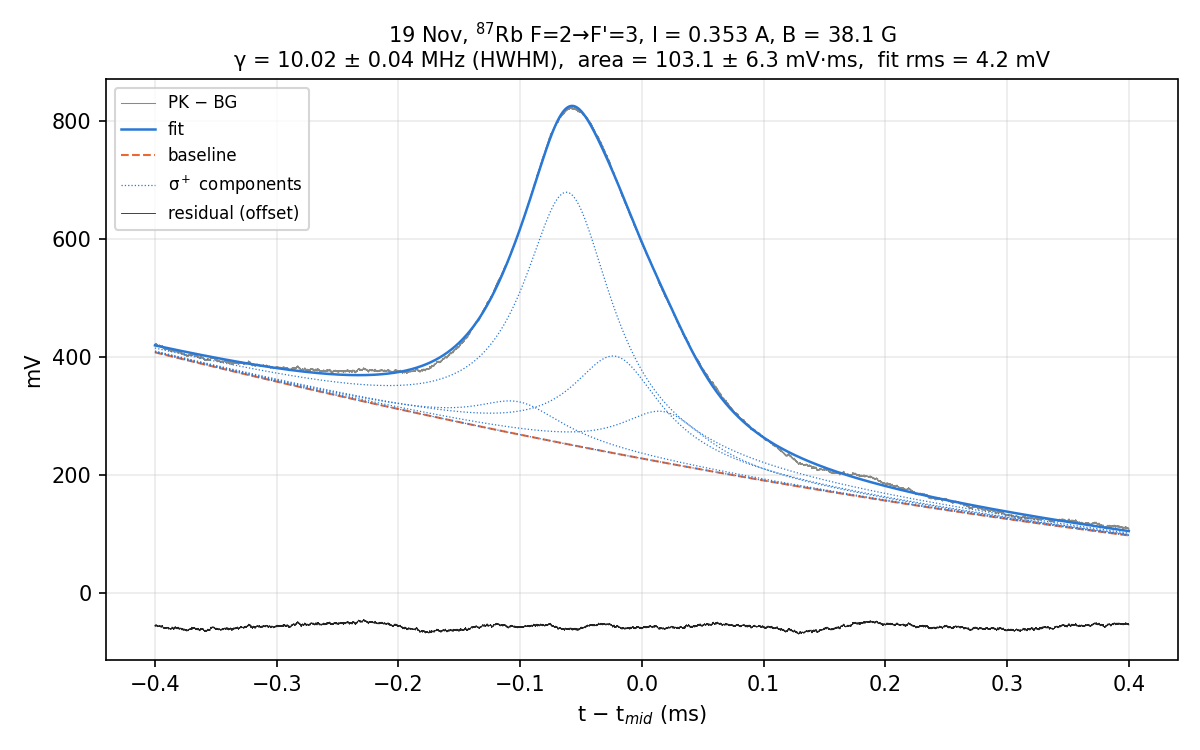 19 Nov, ⁸⁷Rb F=2→F'=3, I = 0.353 A, B = 38.1 G
γ = 10.02 ± 0.04 MHz (HWHM),  area = 103.1 ± 6.3 mV·ms,  fit rms = 4.2 mV
PK − BG
fit
baseline
σ⁺ components
residual (offset)
800
600
400
200
0
mV
−0.4
−0.3
−0.2
−0.1
0.0
0.1
0.2
0.3
0.4
t − t_mid (ms)